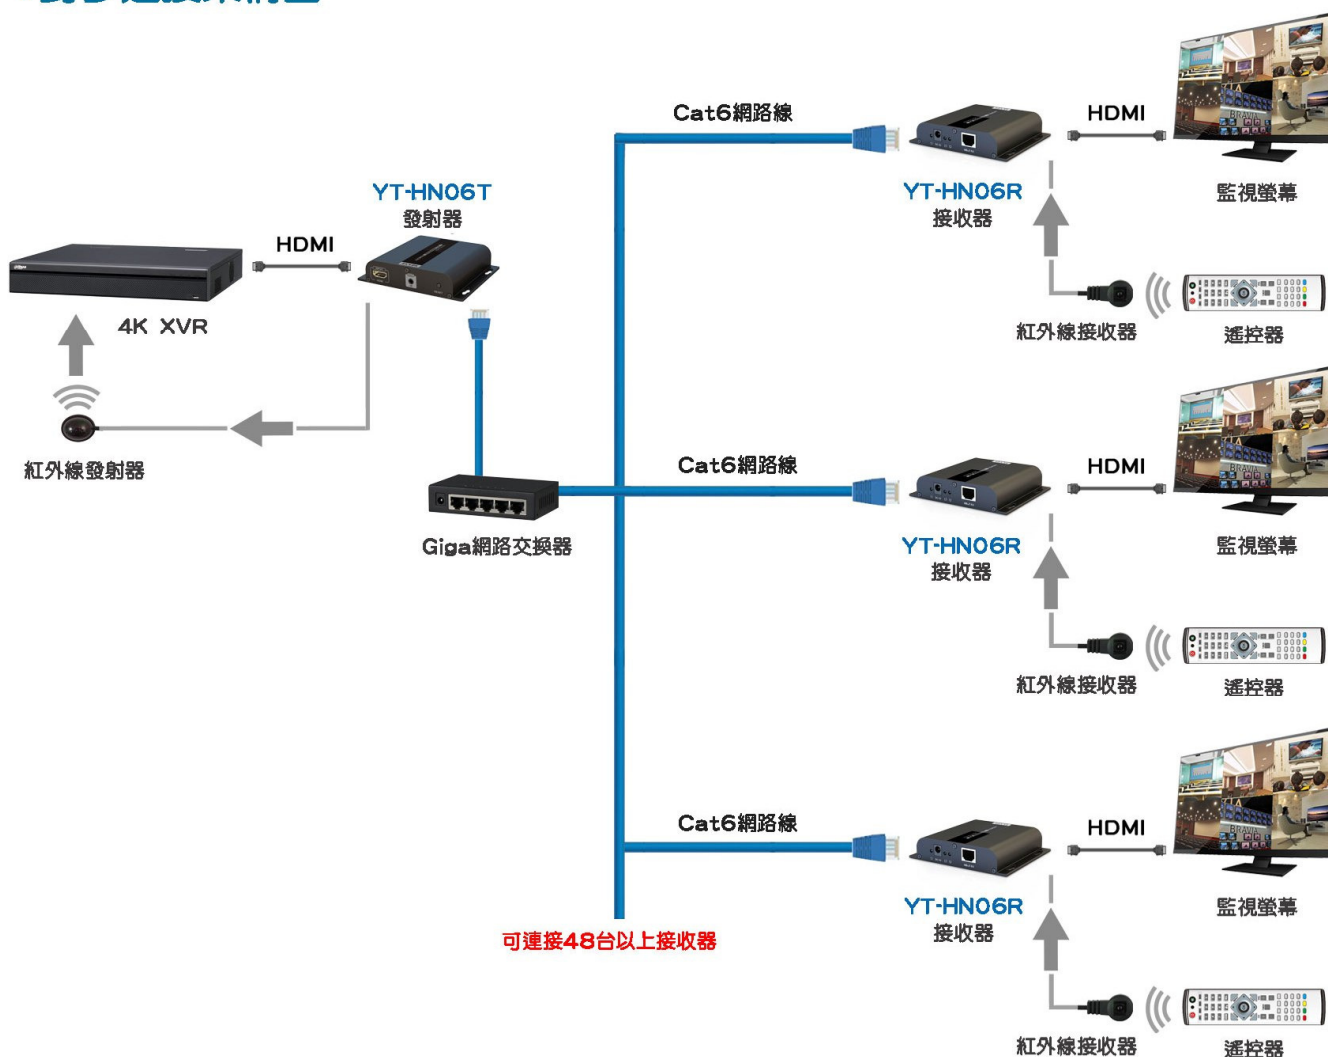 Cat6網路線
HDMI
YT-HN06R
接收器
監視螢幕
YT-HN06T
發射器
HDMI
4K XVR
紅外線接收器
遙控器
紅外線發射器
Cat6網路線
HDMI
Giga網路交換器
YT-HN06R
接收器
監視螢幕
紅外線接收器
遙控器
Cat6網路線
HDMI
YT-HN06R
接收器
監視螢幕
可連接48台以上接收器
紅外線接收器
遙控器